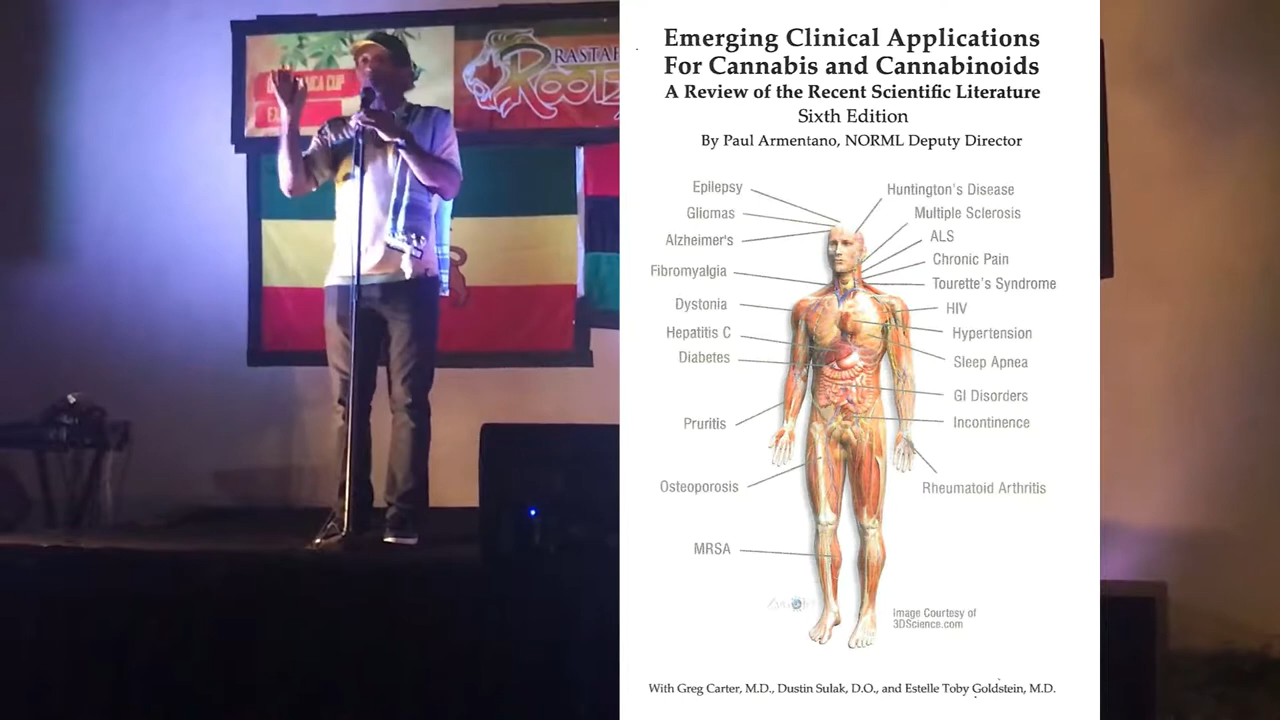 RASTAF
ROOTZ
CUP
Emerging Clinical Applications
For Cannabis and Cannabinoids
A Review of the Recent Scientific Literature
Sixth Edition
By Paul Armentano, NORML Deputy Director
Epilepsy
Gliomas
Alzheimer's
Fibromyalgia
Dystonia
Hepatitis C
Diabetes
Pruritis
Osteoporosis
MRSA
Huntington's Disease
Multiple Sclerosis
ALS
Chronic Pain
Tourette's Syndrome
HIV
Hypertension
Sleep Apnea
GI Disorders
Incontinence
Rheumatoid Arthritis
Image Courtesy of
3DScience.com
With Greg Carter, M.D., Dustin Sulak, D.O., and Estelle Toby Goldstein, M.D.